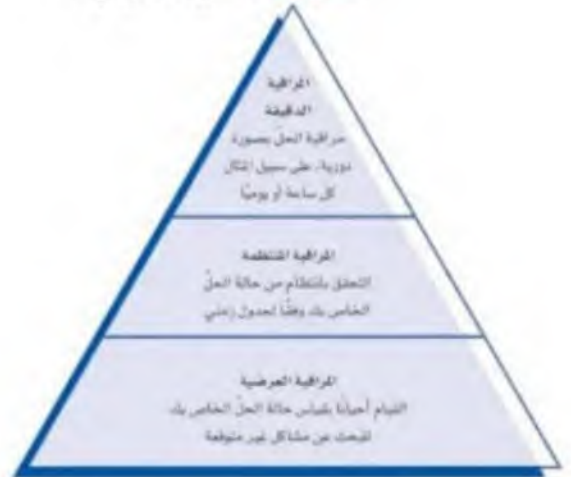 المراقبة
الدقيقة
مراقبة الحلّ بصورة
دورية، على سبيل المثال
كل ساعة أو يوميًا
المراقبة المنتظمة
التحقق بانتظام من حالة الحلّ
الخاص بك وفقًا لجدول زمني
المراقبة العرضية
القيام أحيانًا بقياس حالة الحلّ الخاص بك
للبحث عن مشاكل غير متوقعة